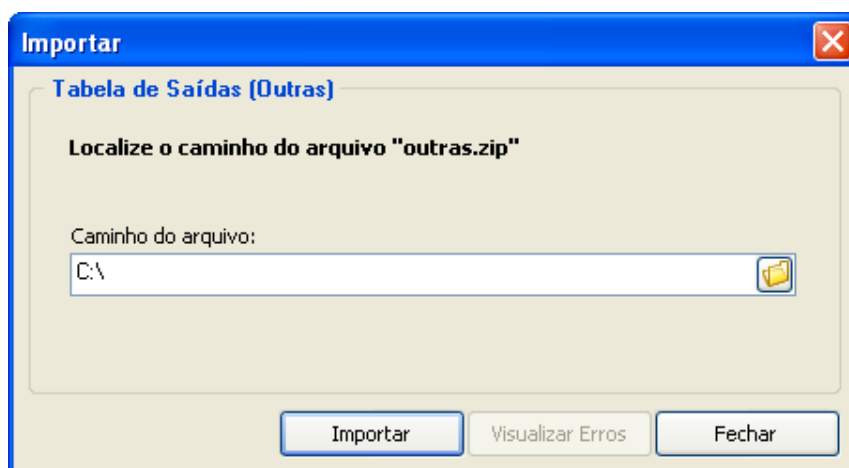 Importar
Tabela de Saídas (Outras)
Localize o caminho do arquivo "outras.zip"
Caminho do arquivo:
C:\
Importar Visualizar Erros Fechar